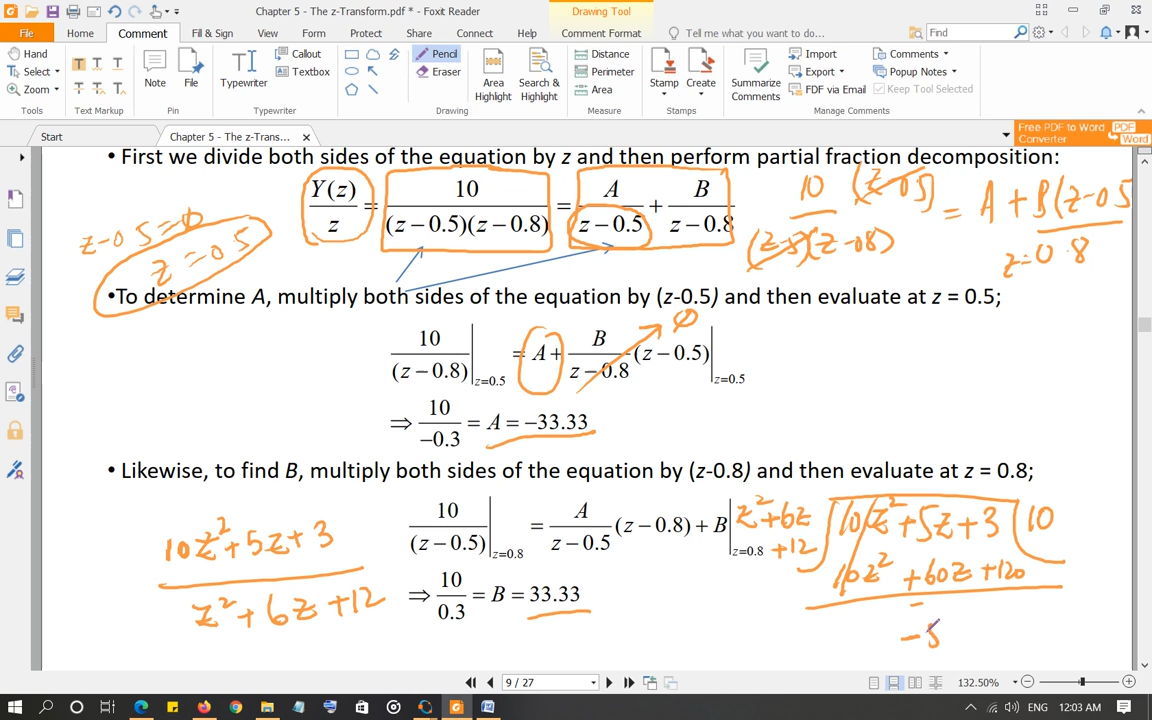 Chapter 5 - The z-Transform.pdf * - Foxit Reader
Drawing Tool
File
Home
Comment
Fill & Sign
View
Form
Protect
Share
Connect
Help
Comment Format
Tell me what you want to do...
Find
Hand
Select
Zoom
Tools
Text Markup
Note
File
Pin
Typewriter
Callout
Textbox
Typewriter
Pencil
Eraser
Drawing
Area Highlight
Search & Highlight
Distance
Perimeter
Area
Measure
Stamp
Create
Stamps
Summarize Comments
Import
Export
FDF via Email
Comments
Popup Notes
Keep Tool Selected
Manage Comments
Start
Chapter 5 - The z-Trans...
Free PDF to Word Converter
PDF
Word
• First we divide both sides of the equation by z and then perform partial fraction decomposition:
Y(z)/z = 10/((z−0.5)(z−0.8)) = A/(z−0.5) + B/(z−0.8)
10 (z-0.5) / (z-.5)(z-0.8) = A + B(z-0.5 / z=0.8
z-0.5=0
z=0.5
•To determine A, multiply both sides of the equation by (z-0.5) and then evaluate at z = 0.5;
10/(z−0.8) |z=0.5 = A + B/(z−0.8) (z−0.5) |z=0.5
0
⇒ 10/−0.3 = A = −33.33
• Likewise, to find B, multiply both sides of the equation by (z-0.8) and then evaluate at z = 0.8;
10/(z−0.5) |z=0.8 = A/(z−0.5) (z−0.8) + B |z=0.8
⇒ 10/0.3 = B = 33.33
10z²+5z+3
z²+6z+12
z²+6z
+12
10z²+5z+3
10
10z²+60z+120
-
-5
9 / 27
132.50%
ENG
12:03 AM